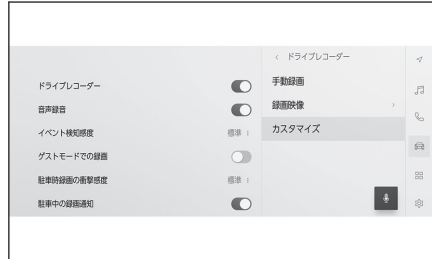 ドライブレコーダー
音声録音
イベント検知感度
標準
ゲストモードでの録画
駐車時録画の衝撃感度
標準
駐車中の録画通知
ドライブレコーダー
手動録画
録画映像
カスタマイズ